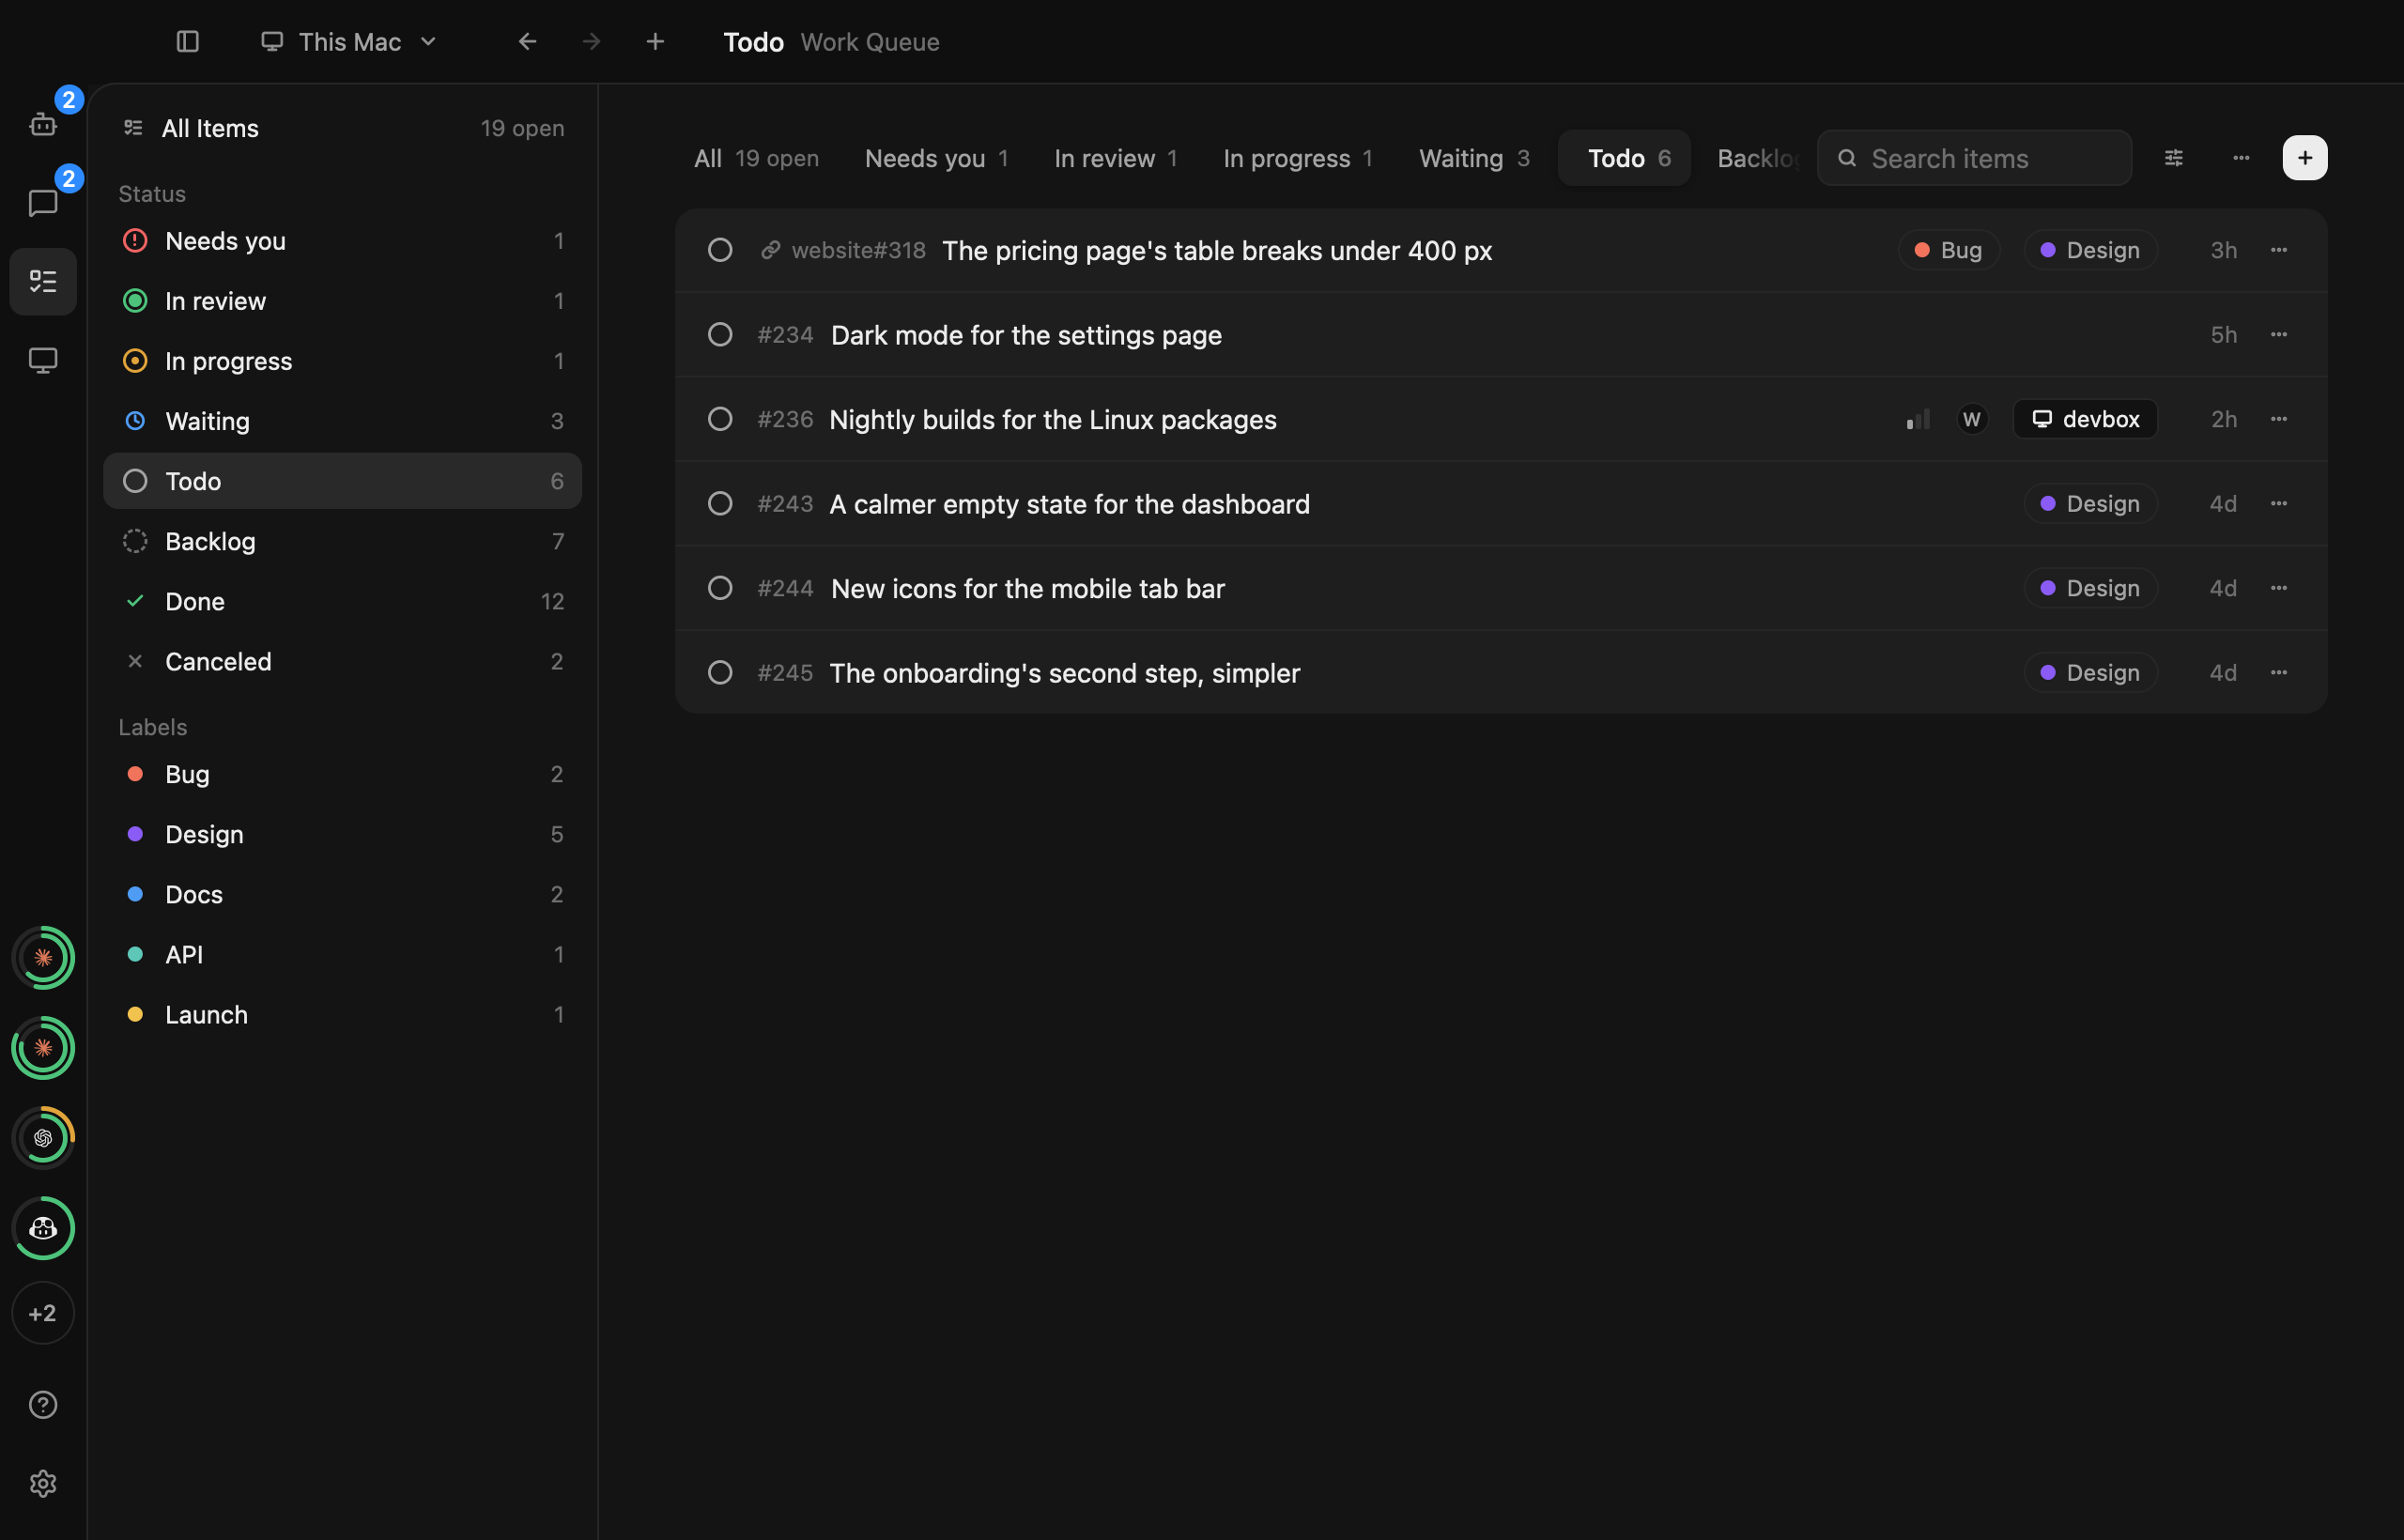 This Mac
Todo Work Queue
2
2
All Items 19 open
Status
Needs you 1
In review 1
In progress 1
Waiting 3
Todo 6
Backlog 7
Done 12
Canceled 2
Labels
Bug 2
Design 5
Docs 2
API 1
Launch 1
+2
All 19 open Needs you 1 In review 1 In progress 1 Waiting 3 Todo 6 Backlog Search items
website#318 The pricing page's table breaks under 400 px Bug Design 3h
#234 Dark mode for the settings page 5h
#236 Nightly builds for the Linux packages W devbox 2h
#243 A calmer empty state for the dashboard Design 4d
#244 New icons for the mobile tab bar Design 4d
#245 The onboarding's second step, simpler Design 4d